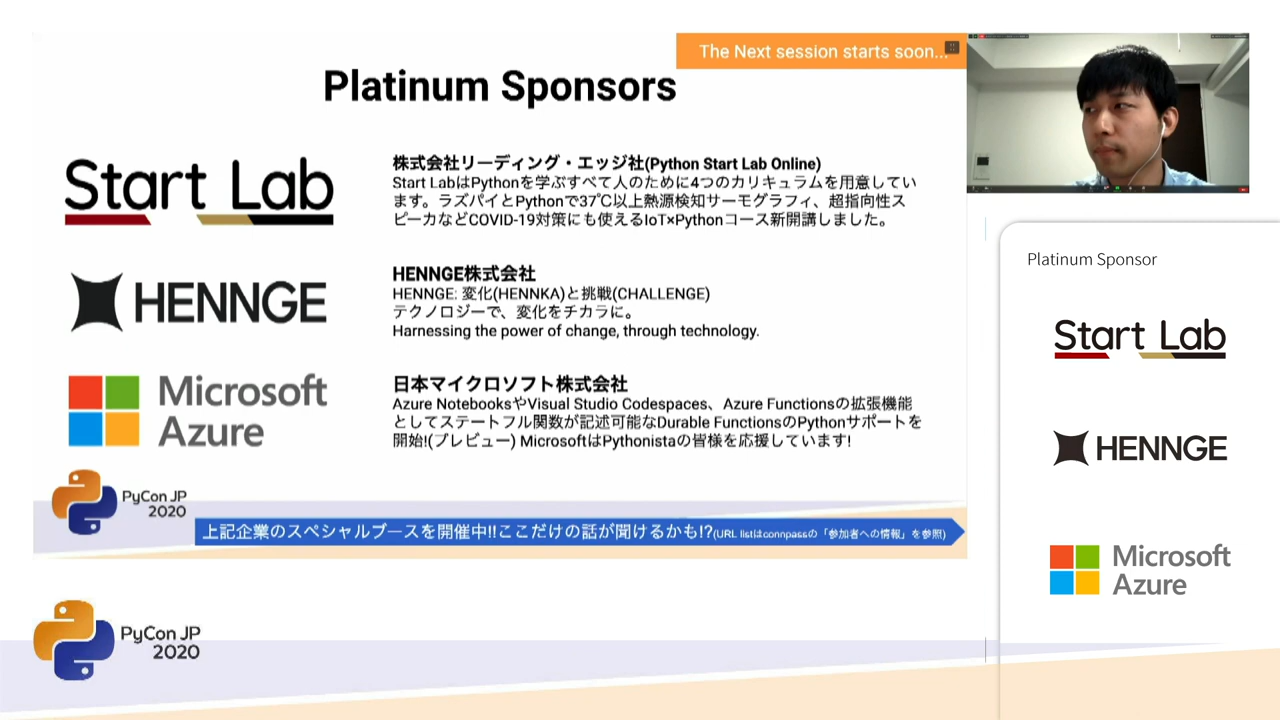 The Next session starts soon...
Platinum Sponsors
Start Lab
株式会社リーディング・エッジ社(Python Start Lab Online)
Start LabはPythonを学ぶすべて人のために4つのカリキュラムを用意してい
ます。ラズパイとPythonで37℃以上熱源検知サーモグラフィ、超指向性ス
ピーカなどCOVID-19対策にも使えるIoT×Pythonコース新開講しました。
HENNGE
HENNGE株式会社
HENNGE: 変化(HENNKA)と挑戦(CHALLENGE)
テクノロジーで、変化をチカラに。
Harnessing the power of change, through technology.
Microsoft
Azure
日本マイクロソフト株式会社
Azure NotebooksやVisual Studio Codespaces、Azure Functionsの拡張機能
としてステートフル関数が記述可能なDurable FunctionsのPythonサポートを
開始!(プレビュー) MicrosoftはPythonistaの皆様を応援しています!
PyCon JP
2020
上記企業のスペシャルブースを開催中!!ここだけの話が聞けるかも!?(URL listはconnpassの「参加者への情報」を参照)
PyCon JP
2020
Platinum Sponsor
Start Lab
HENNGE
Microsoft
Azure